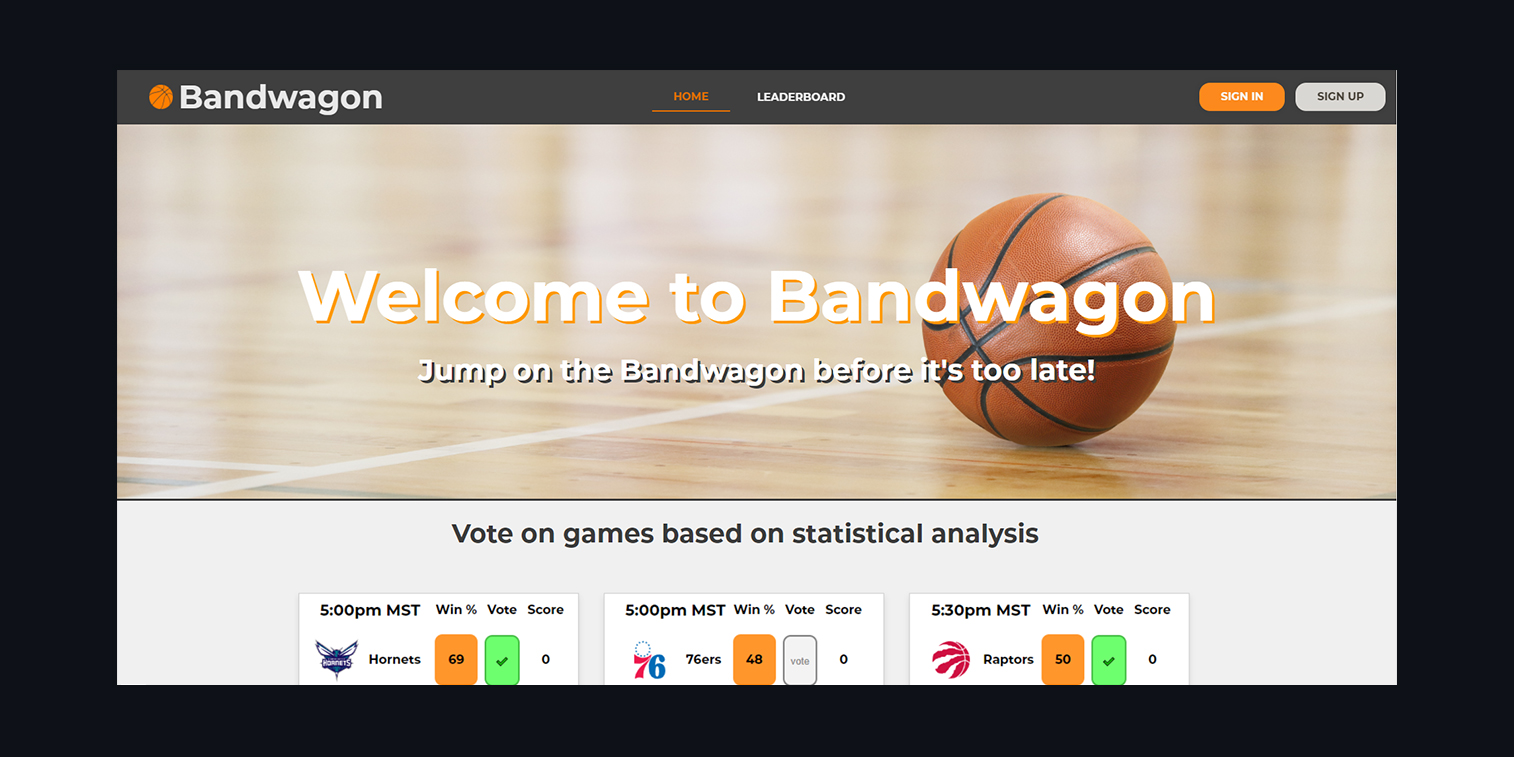 Bandwagon
HOME LEADERBOARD
SIGN IN SIGN UP
Welcome to Bandwagon
Jump on the Bandwagon before it's too late!
Vote on games based on statistical analysis
5:00pm MST Win % Vote Score
HORNETS Hornets 69 0
5:00pm MST Win % Vote Score
76 76ers 48 vote 0
5:30pm MST Win % Vote Score
Raptors 50 0